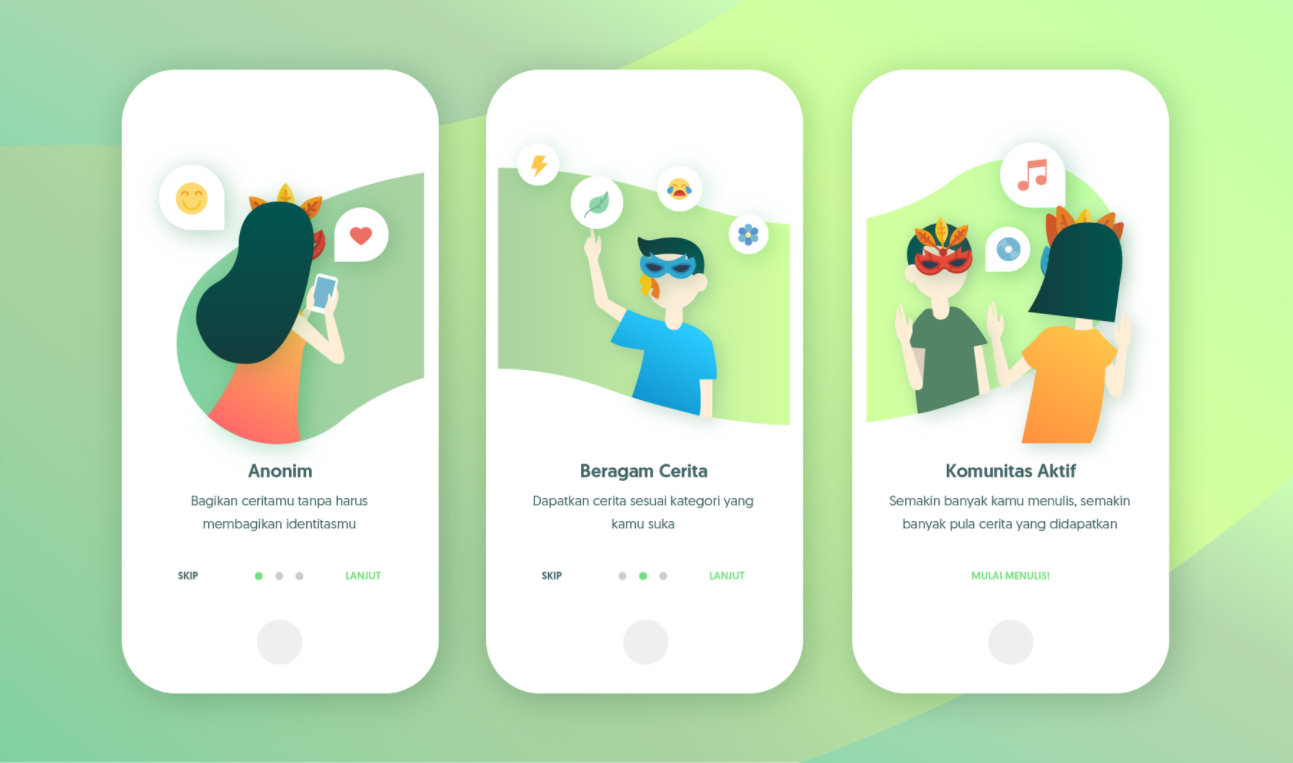 Anonim
Bagikan ceritamu tanpa harus
membagikan identitasmu
SKIP
LANJUT
Beragam Cerita
Dapatkan cerita sesuai kategori yang
kamu suka
SKIP
LANJUT
Komunitas Aktif
Semakin banyak kamu menulis, semakin
banyak pula cerita yang didapatkan
MULAI MENULIS!